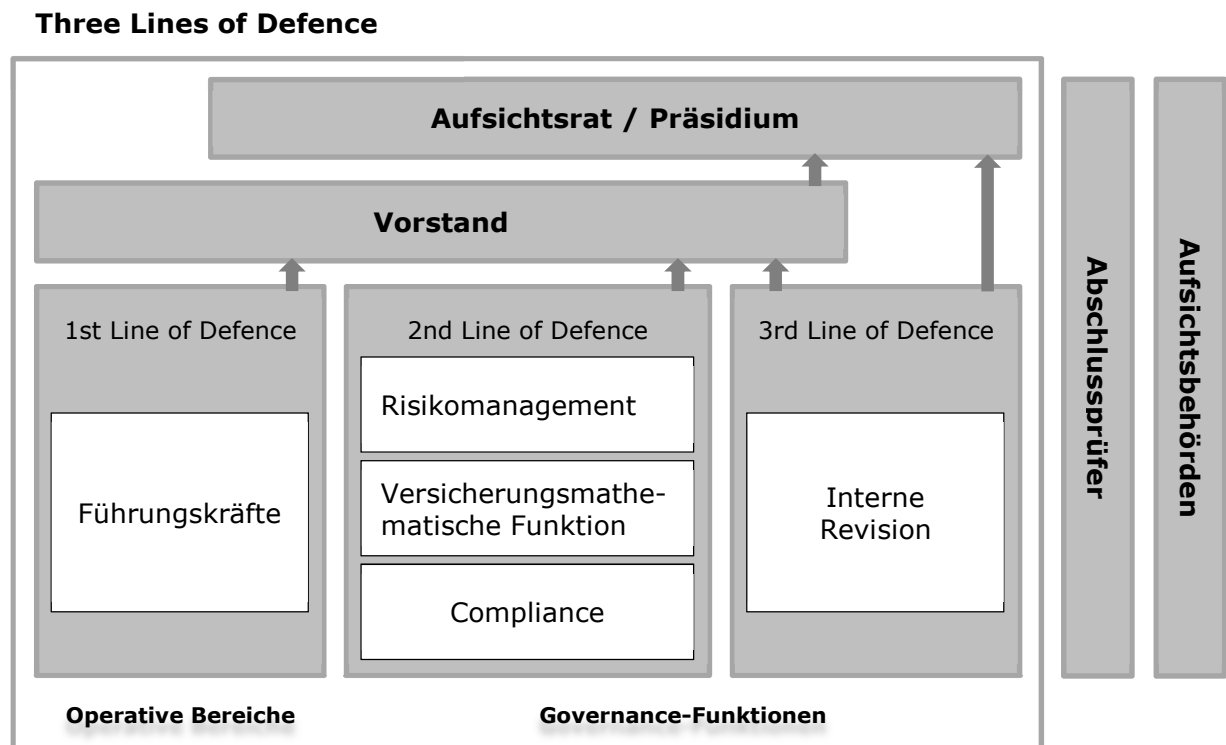 Three Lines of Defence
Aufsichtsrat / Präsidium
Vorstand
1st Line of Defence
Führungskräfte
2nd Line of Defence
Risikomanagement
Versicherungsmathe-
matische Funktion
Compliance
3rd Line of Defence
Interne
Revision
Operative Bereiche
Governance-Funktionen
Abschlussprüfer
Aufsichtsbehörden